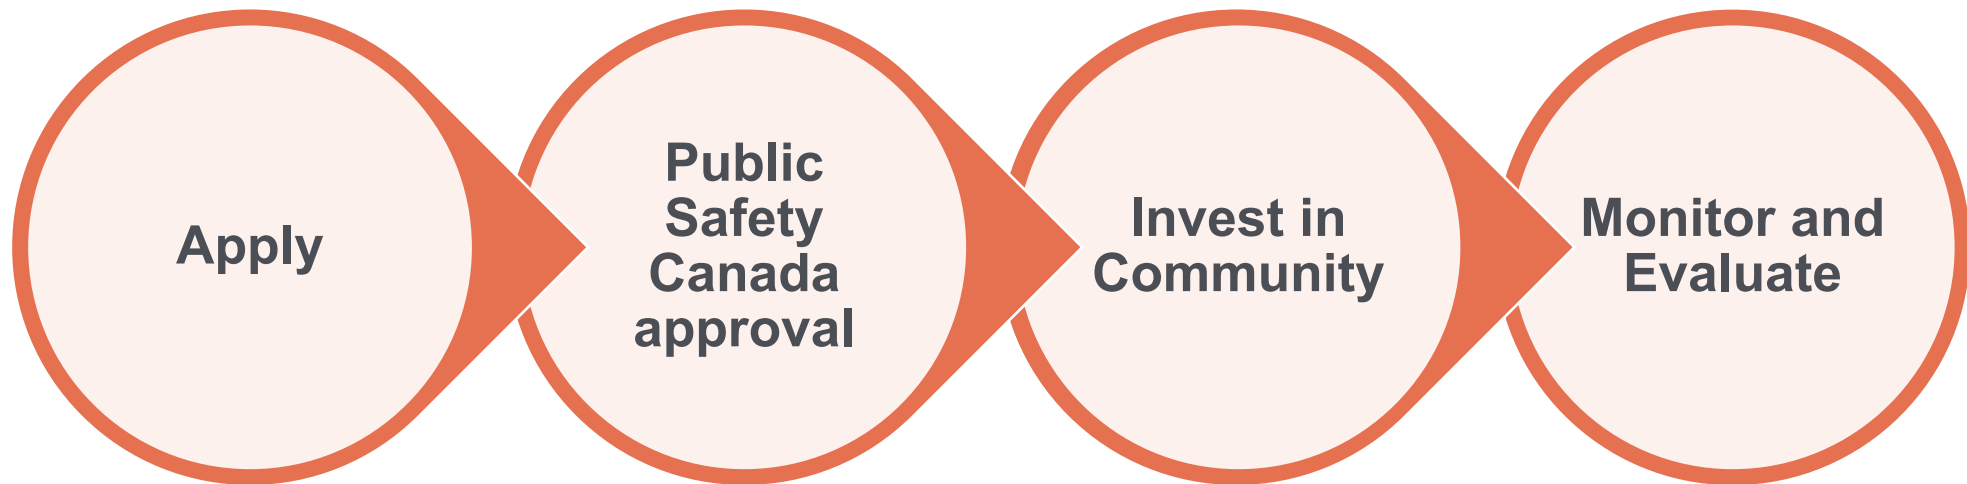 Apply
Public
Safety
Canada
approval
Invest in
Community
Monitor and
Evaluate